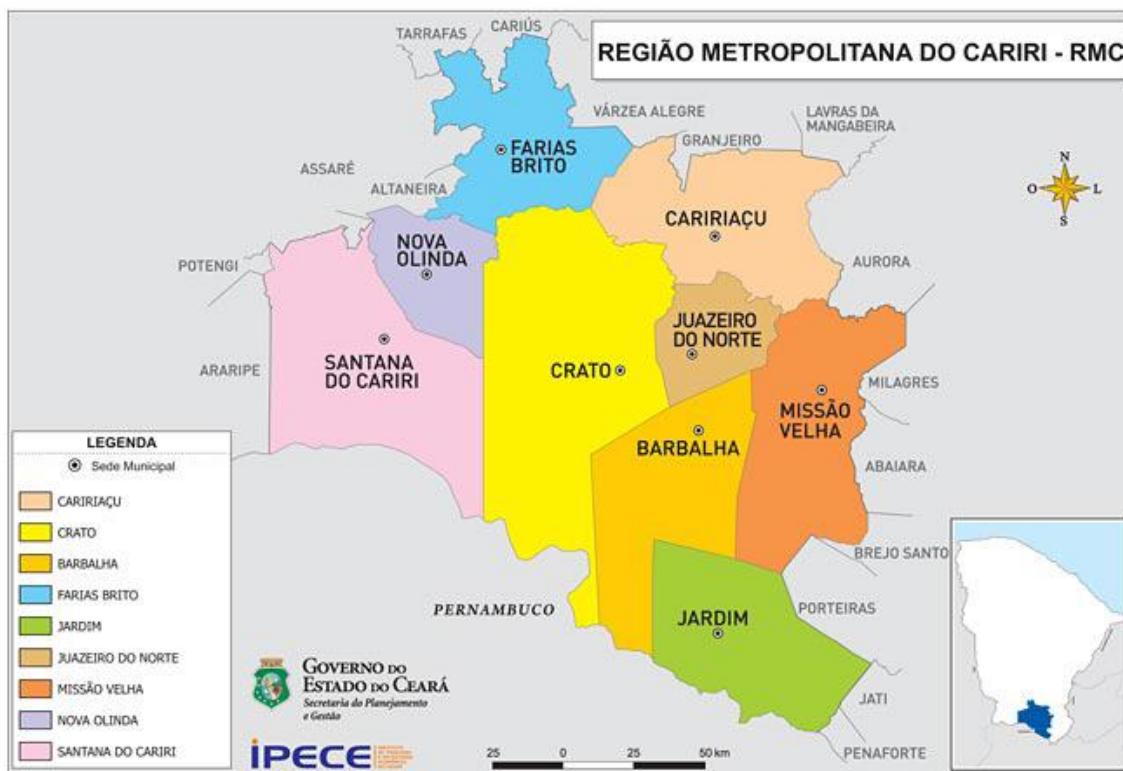 REGIÃO METROPOLITANA DO CARIRI - RMC
TARRAFAS
CARIÚS
VÁRZEA ALEGRE
LAVRAS DA
MANGABEIRA
GRANJEIRO
FARIAS
BRITO
ASSARÉ
ALTANEIRA
N
O
L
S
CARIRIAÇU
NOVA
OLINDA
POTENGI
AURORA
JUAZEIRO
DO NORTE
SANTANA
DO CARIRI
ARARIPE
CRATO
MILAGRES
MISSÃO
VELHA
BARBALHA
ABAIARA
BREJO SANTO
PERNAMBUCO
PORTEIRAS
JARDIM
JATI
PENAFORTE
LEGENDA
Sede Municipal
CARIRIAÇU
CRATO
BARBALHA
FARIAS BRITO
JARDIM
JUAZEIRO DO NORTE
MISSÃO VELHA
NOVA OLINDA
SANTANA DO CARIRI
GOVERNO DO
ESTADO DO CEARÁ
Secretaria do Planejamento
e Gestão
IPECE
25 0 25 50 km